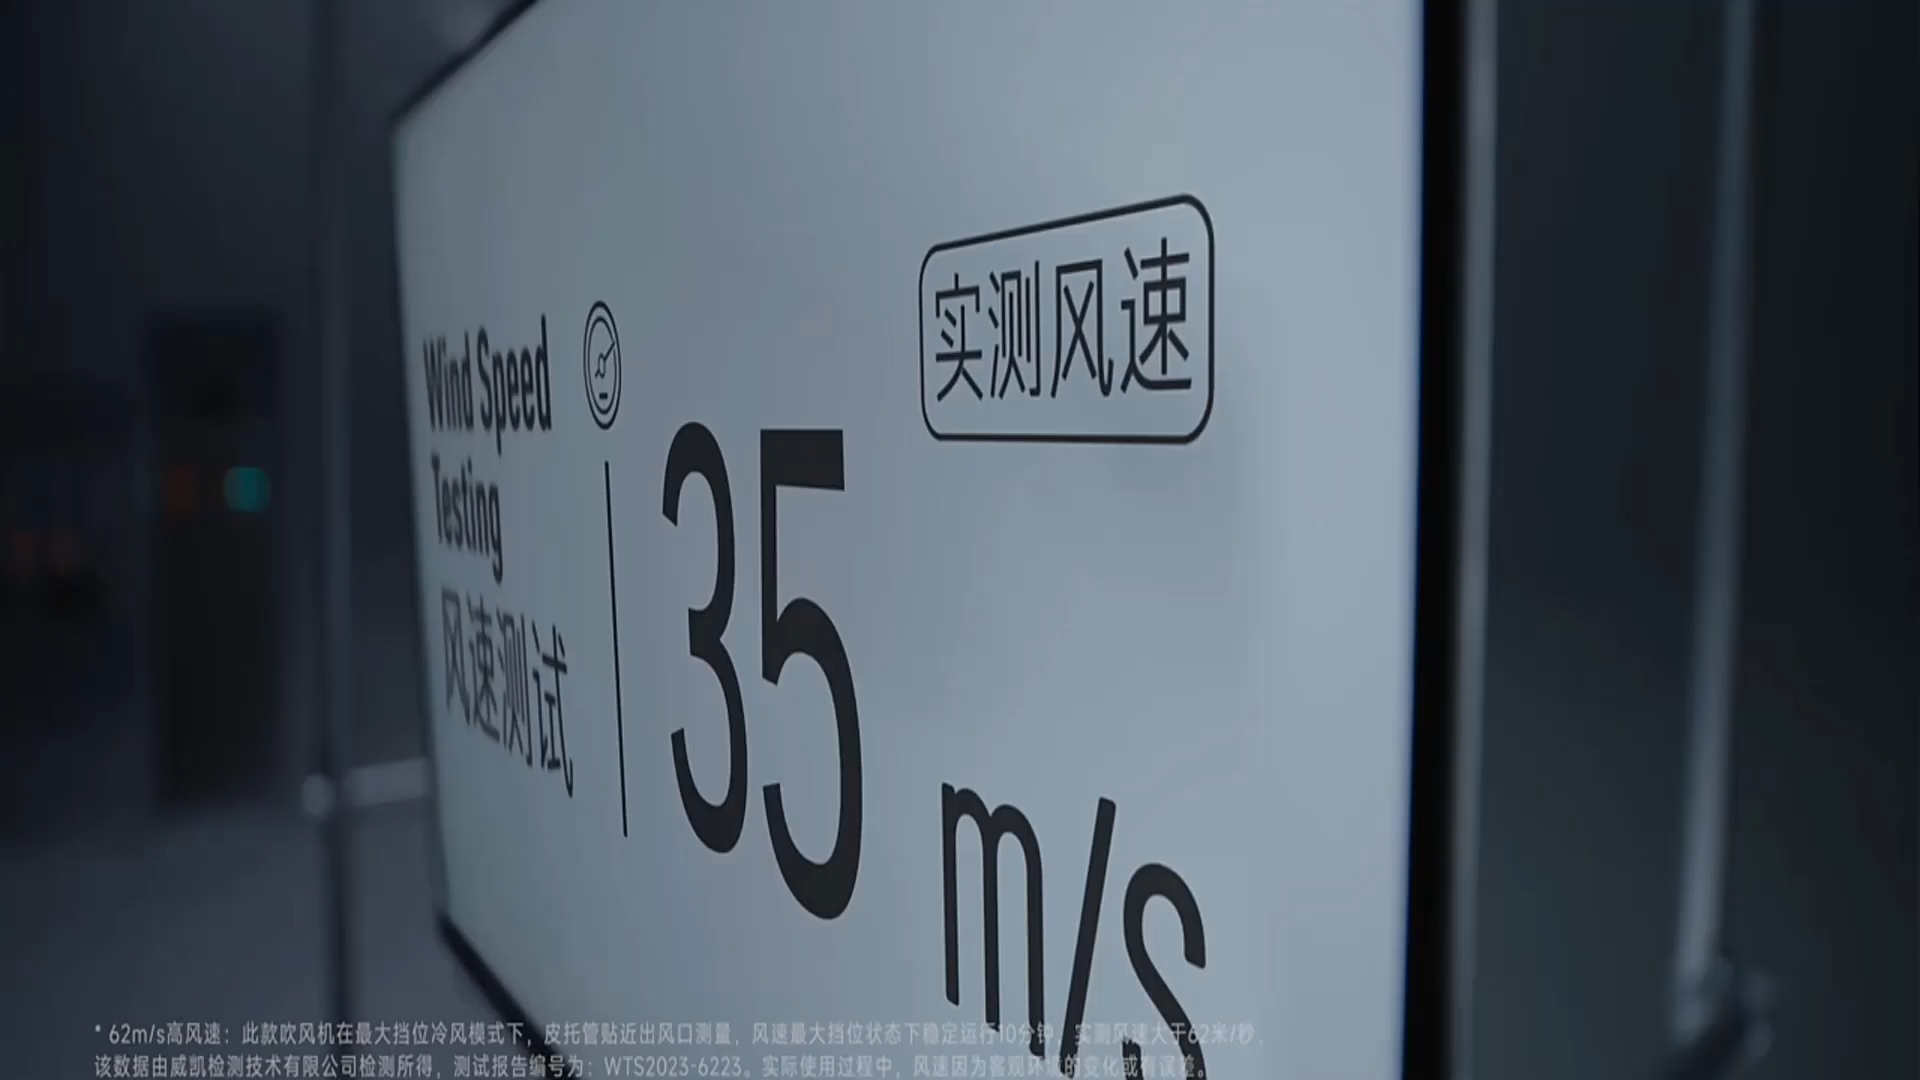 实测风速
Wind Speed
Testing
风速测试
35
m/s
* 62m/s高风速：此款吹风机在最大挡位冷风模式下，皮托管贴近出风口测量，风速最大挡位状态下稳定运行10分钟，实测风速大于62米/秒，
该数据由威凯检测技术有限公司检测所得，测试报告编号为：WTS2023-6223。实际使用过程中，风速因为客观环境的变化或有误差。